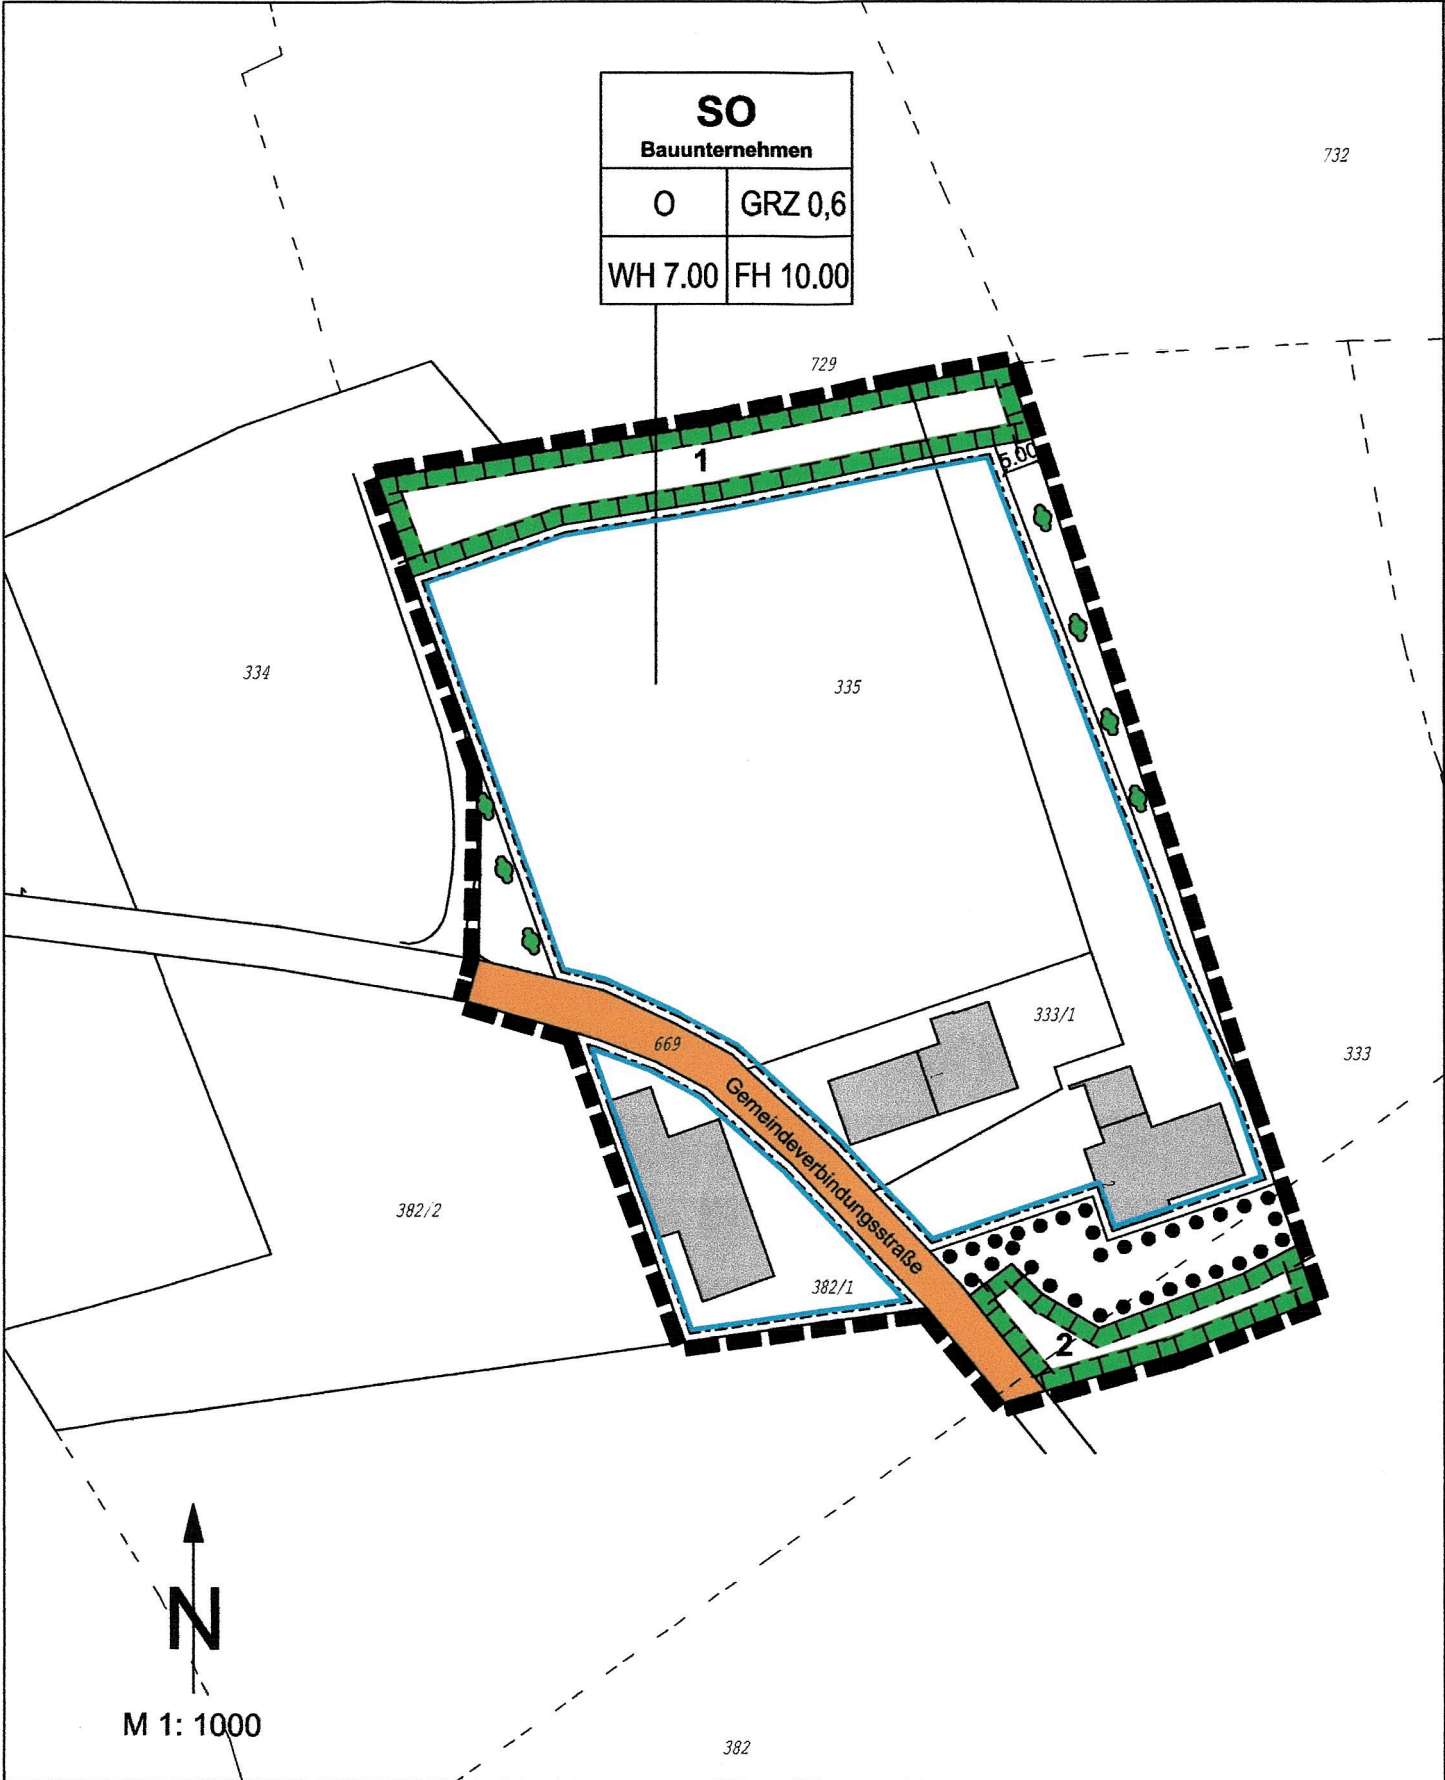 SO
Bauunternehmen
O GRZ 0,6
WH 7.00 FH 10.00
732
729
1
5.00
334
335
333/1
669
333
Gemeindeverbindungsstraße
382/2
382/1
2
N
M 1: 1000
382